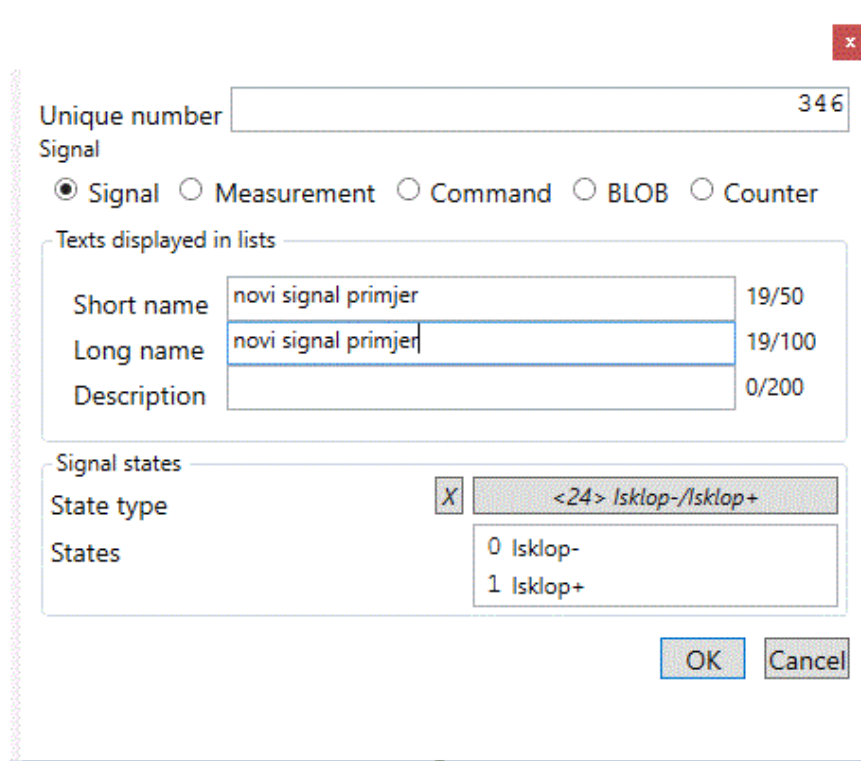 x
Unique number 346
Signal
Signal Measurement Command BLOB Counter
Texts displayed in lists
Short name novi signal primjer 19/50
Long name novi signal primjer 19/100
Description 0/200
Signal states
State type X <24> Isklop-/Isklop+
States 0 Isklop-
1 Isklop+
OK Cancel